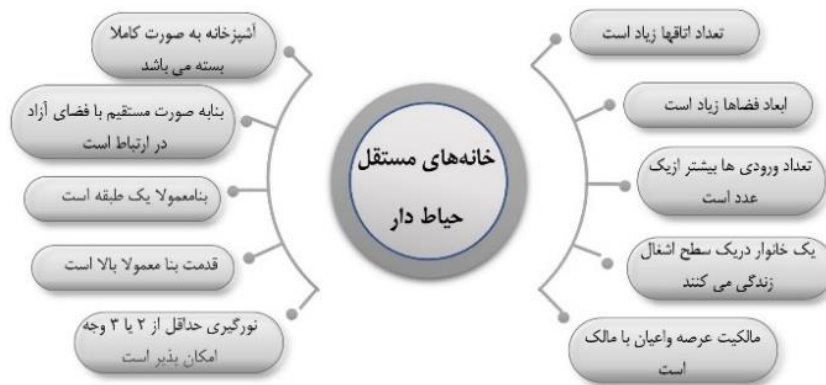 تعداد اتاقها زیاد است
ابعاد فضاها زیاد است
تعداد ورودی ها بیشتر ازیک
عدد است
یک خانوار دریک سطح اشغال
زندگی می کنند
مالکیت عرصه واعیان با مالک
است
خانه‌های مستقل
حیاط دار
آشپزخانه به صورت کاملا
بسته می باشد
بنابه صورت مستقیم با فضای آزاد
در ارتباط است
بنامعمولا یک طبقه است
قدمت بنا معمولا بالا است
نورگیری حداقل از ۲ یا ۳ وجه
امکان پذیر است